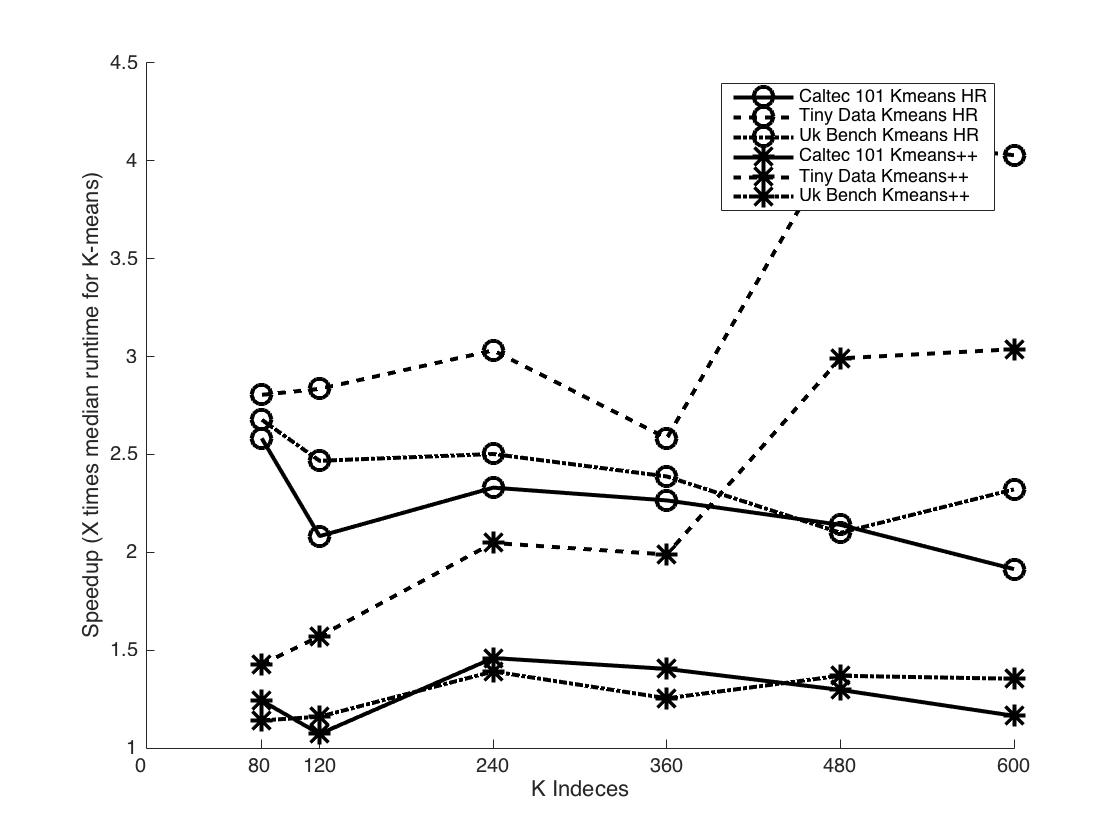 4.5
4
3.5
3
2.5
2
1.5
1
Speedup (X times median runtime for K-means)
Caltec 101 Kmeans HR
Tiny Data Kmeans HR
Uk Bench Kmeans HR
Caltec 101 Kmeans++
Tiny Data Kmeans++
Uk Bench Kmeans++
0 80 120 240 360 480 600
K Indeces